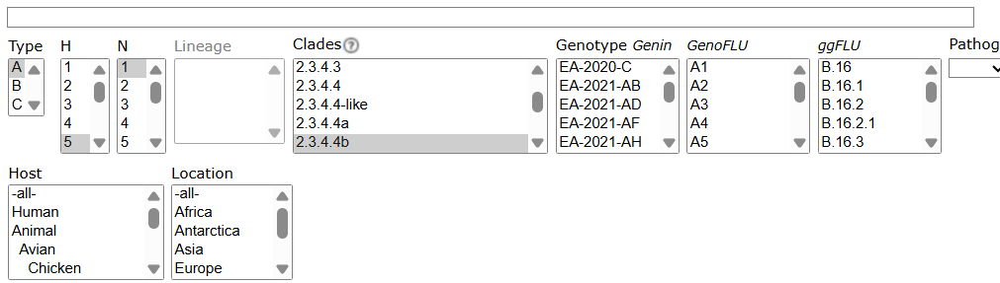 Type H N Lineage Clades? Genotype Genin GenoFLU ggFLU Pathog
A 1 1 2.3.4.3 EA-2020-C A1 B.16
B 2 2 2.3.4.4 EA-2021-AB A2 B.16.1
C 3 3 2.3.4.4-like EA-2021-AD A3 B.16.2
4 4 2.3.4.4a EA-2021-AF A4 B.16.2.1
5 5 2.3.4.4b EA-2021-AH A5 B.16.3
Host Location
-all- -all-
Human Africa
Animal Antarctica
Avian Asia
Chicken Europe